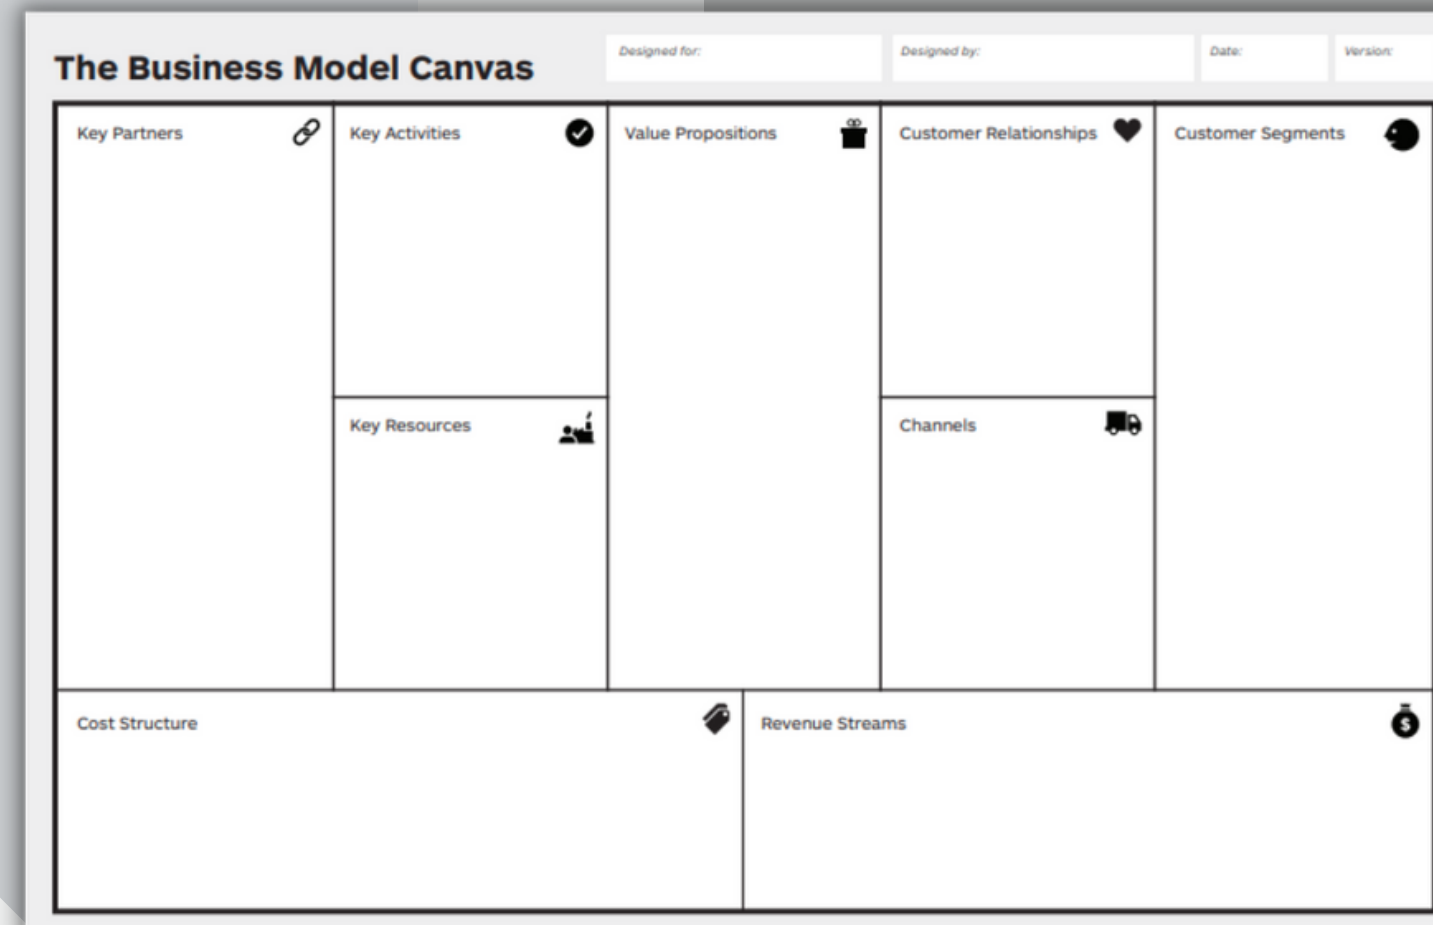 The Business Model Canvas
Designed for:
Designed by:
Date:
Version:
Key Partners
Key Activities
Value Propositions
Customer Relationships
Customer Segments
Key Resources
Channels
Cost Structure
Revenue Streams
$